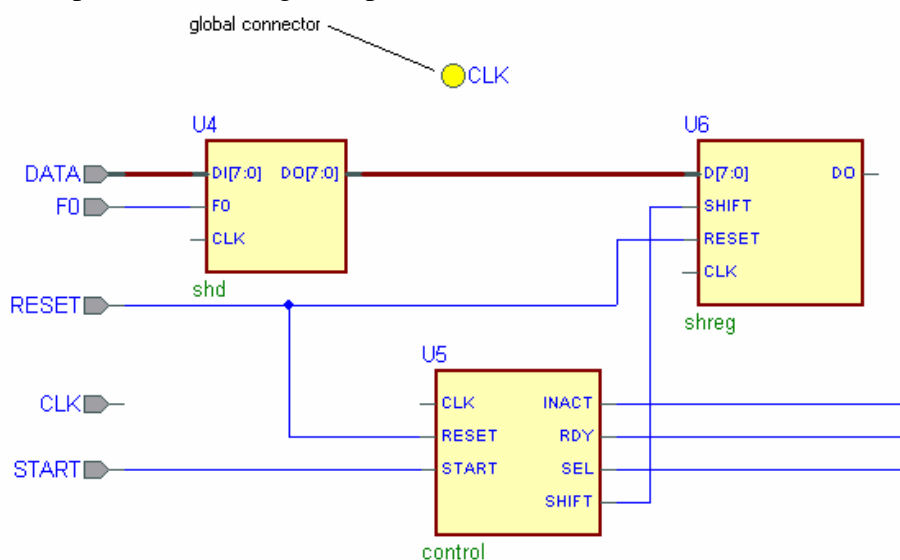 global connector
CLK
U4
U6
DATA
DI[7:0] DO[7:0]
D[7:0] DO
F0
F0
SHIFT
CLK
RESET
CLK
shd
RESET
shreg
U5
CLK
CLK INACT
RESET RDY
START
START SEL
SHIFT
control